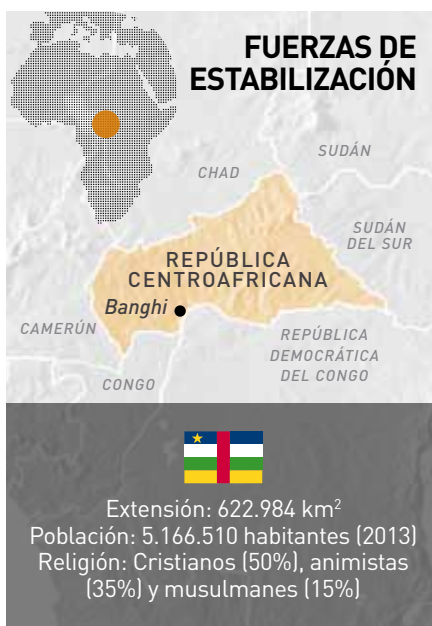 FUERZAS DE
ESTABILIZACIÓN
SUDÁN
CHAD
SUDÁN
DEL SUR
REPÚBLICA
CENTROAFRICANA
Banghi
CAMERÚN
REPÚBLICA
DEMOCRÁTICA
DEL CONGO
CONGO
Extensión: 622.984 km²
Población: 5.166.510 habitantes (2013)
Religión: Cristianos (50%), animistas
(35%) y musulmanes (15%)